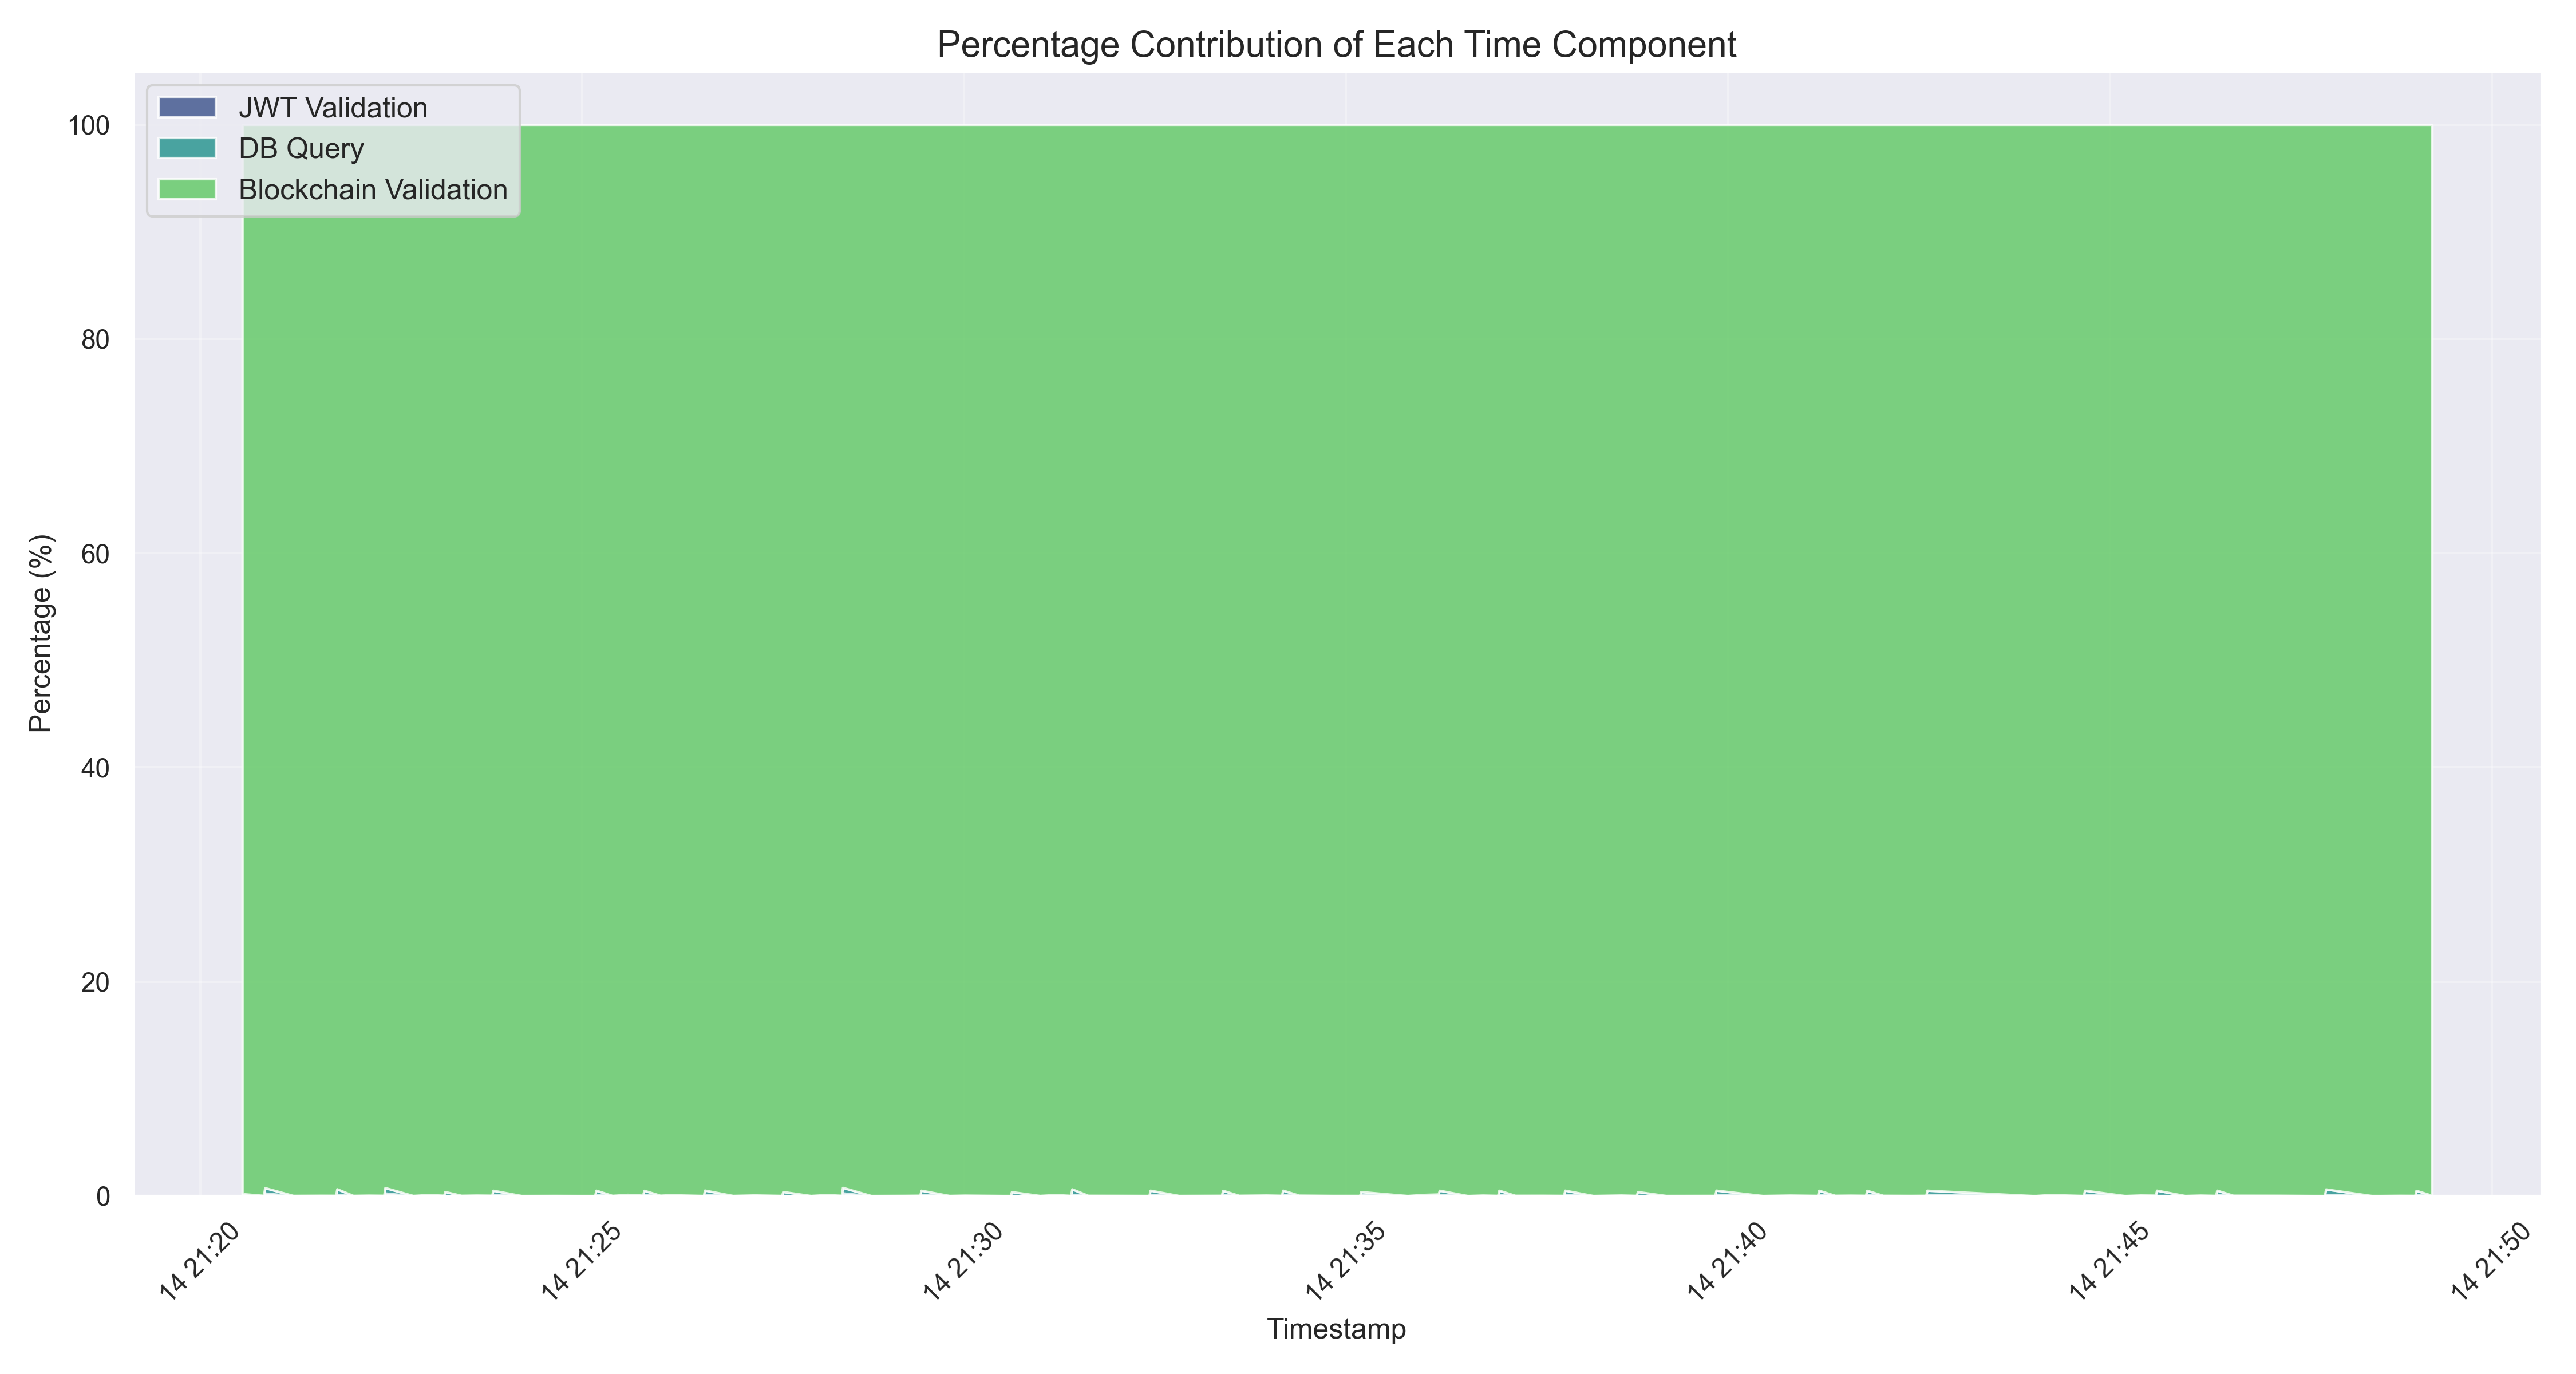 Percentage Contribution of Each Time Component
JWT Validation
DB Query
Blockchain Validation
100
80
60
40
20
0
Percentage (%)
14 21:20
14 21:25
14 21:30
14 21:35
14 21:40
14 21:45
14 21:50
Timestamp